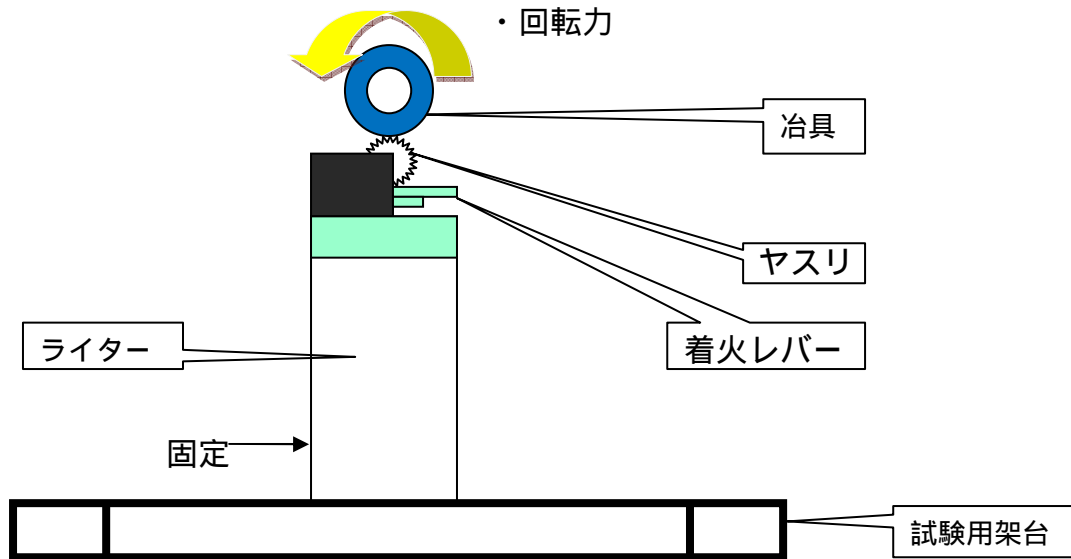 ・回転力
冶具
ヤスリ
着火レバー
ライター
固定
試験用架台